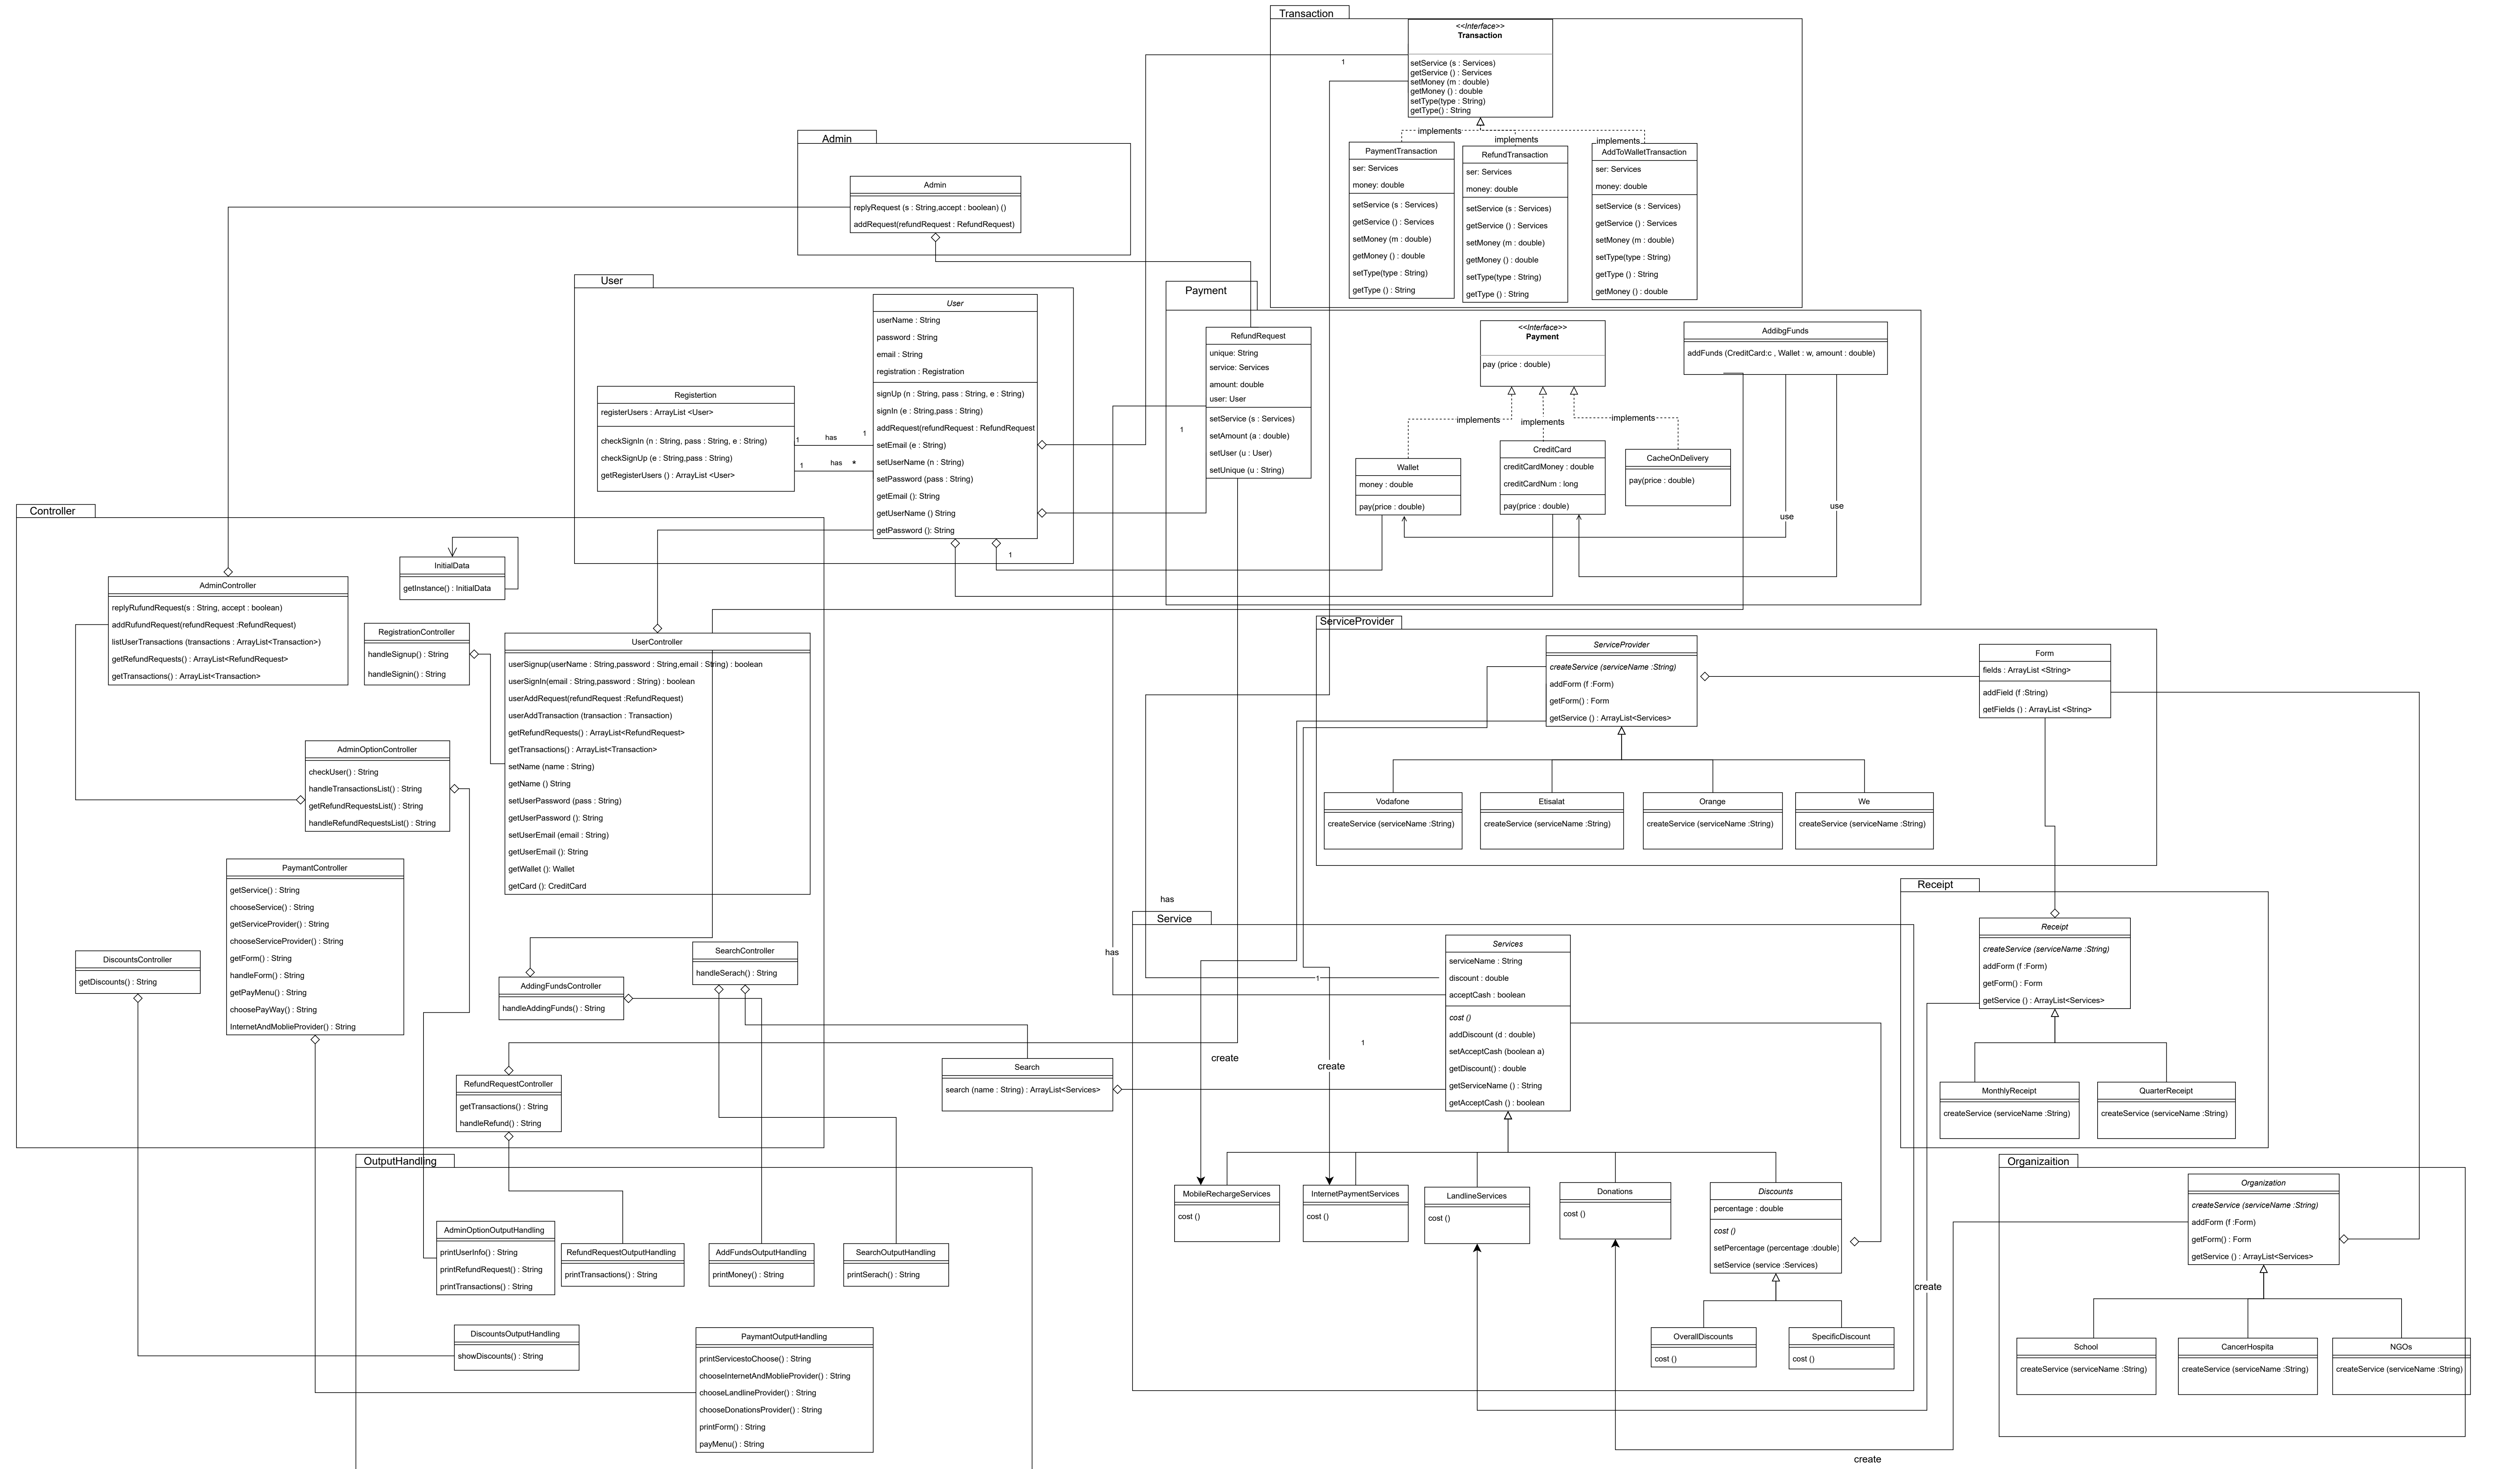 Transaction
<<Interface>>
Transaction
setService (s : Services)
getService () : Services
setMoney (m : double)
getMoney () : double
setType(type : String)
getType() : String
1
implements
implements
implements
PaymentTransaction
ser: Services
money: double
setService (s : Services)
getService () : Services
setMoney (m : double)
getMoney () : double
setType(type : String)
getType () : String
RefundTransaction
ser: Services
money: double
setService (s : Services)
getService () : Services
setMoney (m : double)
getMoney () : double
setType(type : String)
getType () : String
AddToWalletTransaction
ser: Services
money: double
setService (s : Services)
getService () : Services
setMoney (m : double)
setType(type : String)
getType () : String
getMoney () : double
Admin
Admin
replyRequest (s : String,accept : boolean) ()
addRequest(refundRequest : RefundRequest)
User
User
userName : String
password : String
email : String
registration : Registration
signUp (n : String, pass : String, e : String)
signIn (e : String,pass : String)
addRequest(refundRequest : RefundRequest
setEmail (e : String)
setUserName (n : String)
setPassword (pass : String)
getEmail (): String
getUserName () String
getPassword (): String
Registertion
registerUsers : ArrayList <User>
checkSignIn (n : String, pass : String, e : String)
checkSignUp (e : String,pass : String)
getRegisterUsers () : ArrayList <User>
1
has
1
1
has
*
1
Payment
RefundRequest
unique: String
service: Services
amount: double
user: User
setService (s : Services)
setAmount (a : double)
setUser (u : User)
setUnique (u : String)
1
<<Interface>>
Payment
pay (price : double)
AddibgFunds
addFunds (CreditCard:c , Wallet : w, amount : double)
implements
implements
implements
Wallet
money : double
pay(price : double)
CreditCard
creditCardMoney : double
creditCardNum : long
pay(price : double)
CacheOnDelivery
pay(price : double)
use
use
Controller
AdminController
replyRufundRequest(s : String, accept : boolean)
addRufundRequest(refundRequest :RefundRequest)
listUserTransactions (transactions : ArrayList<Transaction>)
getRefundRequests() : ArrayList<RefundRequest>
getTransactions() : ArrayList<Transaction>
InitialData
getInstance() : InitialData
RegistrationController
handleSignup() : String
handleSignin() : String
UserController
userSignup(userName : String,password : String,email : String) : boolean
userSignIn(email : String,password : String) : boolean
userAddRequest(refundRequest :RefundRequest)
userAddTransaction (transaction : Transaction)
getRefundRequests() : ArrayList<RefundRequest>
getTransactions() : ArrayList<Transaction>
setName (name : String)
getName () String
setUserPassword (pass : String)
getUserPassword (): String
setUserEmail (email : String)
getUserEmail (): String
getWallet (): Wallet
getCard (): CreditCard
AdminOptionController
checkUser() : String
handleTransactionsList() : String
getRefundRequestsList() : String
handleRefundRequestsList() : String
PaymantController
getService() : String
chooseService() : String
getServiceProvider() : String
chooseServiceProvider() : String
getForm() : String
handleForm() : String
getPayMenu() : String
choosePayWay() : String
InternetAndMoblieProvider() : String
DiscountsController
getDiscounts() : String
SearchController
handleSerach() : String
AddingFundsController
handleAddingFunds() : String
RefundRequestController
getTransactions() : String
handleRefund() : String
Search
search (name : String) : ArrayList<Services>
ServiceProvider
ServiceProvider
createService (serviceName :String)
addForm (f :Form)
getForm() : Form
getService () : ArrayList<Services>
Form
fields : ArrayList <String>
addField (f :String)
getFields () : ArrayList <String>
Vodafone
createService (serviceName :String)
Etisalat
createService (serviceName :String)
Orange
createService (serviceName :String)
We
createService (serviceName :String)
has
has
create
create
1
1
Service
Services
serviceName : String
discount : double
acceptCash : boolean
cost ()
addDiscount (d : double)
setAcceptCash (boolean a)
getDiscount() : double
getServiceName () : String
getAcceptCash () : boolean
MobileRechargeServices
cost ()
InternetPaymentServices
cost ()
LandlineServices
cost ()
Donations
cost ()
Discounts
percentage : double
cost ()
setPercentage (percentage :double)
setService (service :Services)
OverallDiscounts
cost ()
SpecificDiscount
cost ()
Receipt
Receipt
createService (serviceName :String)
addForm (f :Form)
getForm() : Form
getService () : ArrayList<Services>
MonthlyReceipt
createService (serviceName :String)
QuarterReceipt
createService (serviceName :String)
create
Organizaition
Organization
createService (serviceName :String)
addForm (f :Form)
getForm() : Form
getService () : ArrayList<Services>
School
createService (serviceName :String)
CancerHospita
createService (serviceName :String)
NGOs
createService (serviceName :String)
create
OutputHandling
AdminOptionOutputHandling
printUserInfo() : String
printRefundRequest() : String
printTransactions() : String
RefundRequestOutputHandling
printTransactions() : String
AddFundsOutputHandling
printMoney() : String
SearchOutputHandling
printSerach() : String
DiscountsOutputHandling
showDiscounts() : String
PaymantOutputHandling
printServicestoChoose() : String
chooseInternetAndMoblieProvider() : String
chooseLandlineProvider() : String
chooseDonationsProvider() : String
printForm() : String
payMenu() : String